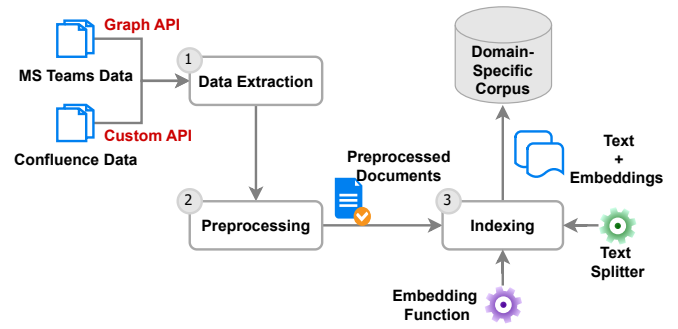 Graph API
MS Teams Data
Custom API
Confluence Data
1
Data Extraction
Domain-
Specific
Corpus
Text
+
Embeddings
Preprocessed
Documents
2
Preprocessing
3
Indexing
Text
Splitter
Embedding
Function